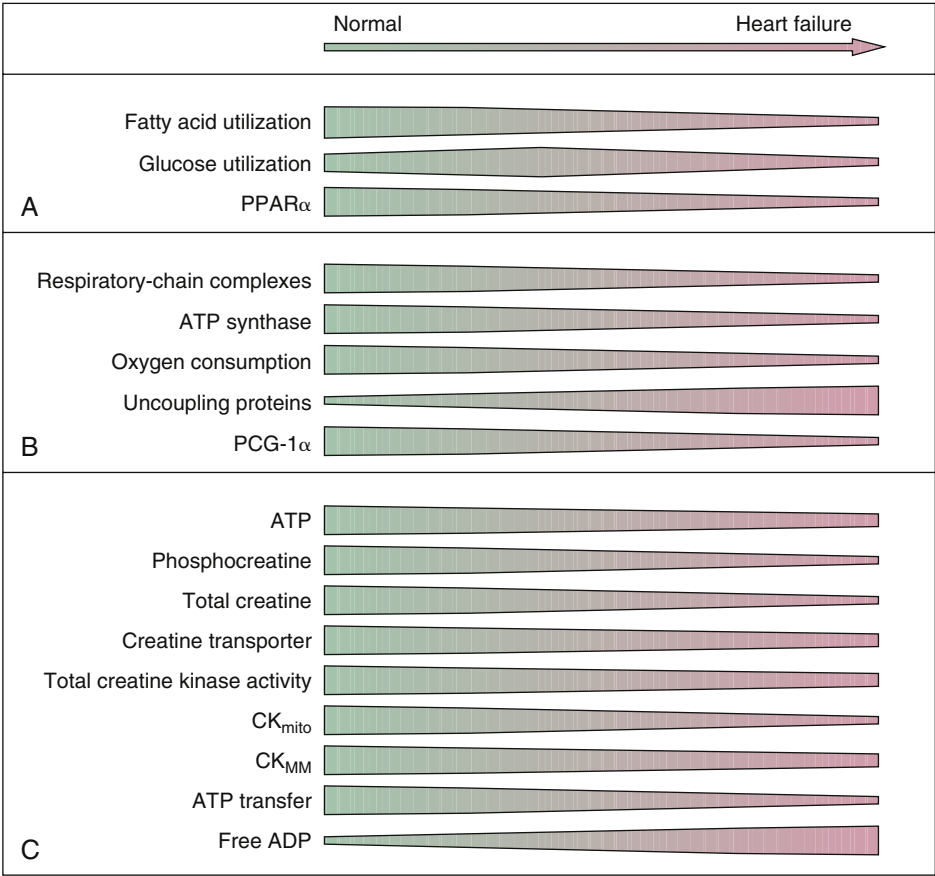 Normal Heart failure
Fatty acid utilization
Glucose utilization
A PPARα
Respiratory-chain complexes
ATP synthase
Oxygen consumption
Uncoupling proteins
B PCG-1α
ATP
Phosphocreatine
Total creatine
Creatine transporter
Total creatine kinase activity
CKmito
CKMM
ATP transfer
C Free ADP